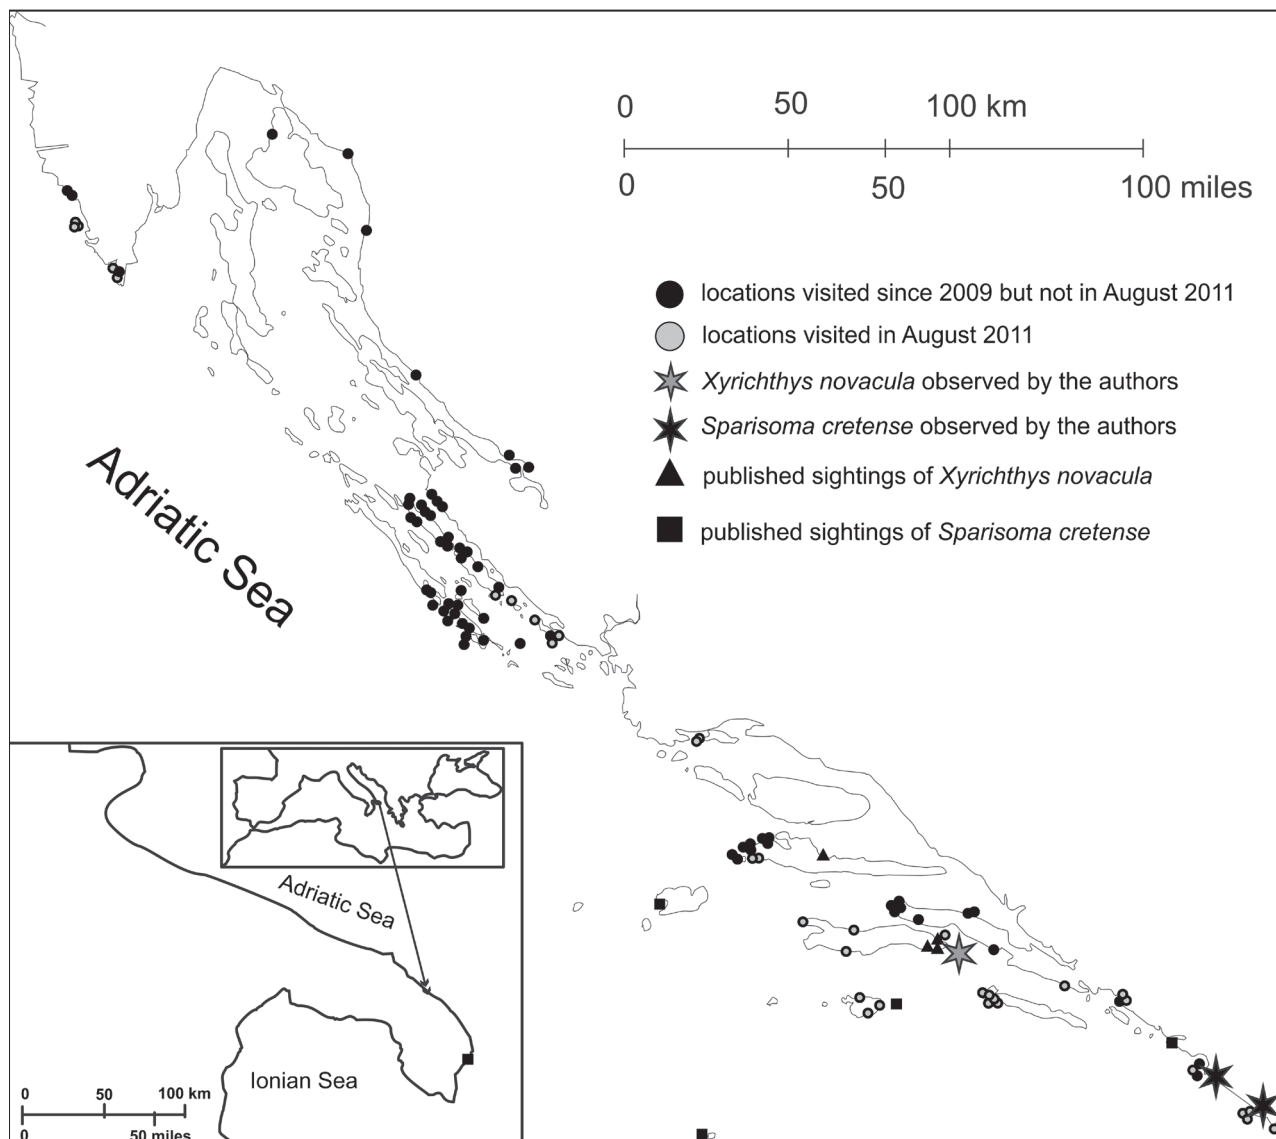 0 50 100 km
0 50 100 miles
locations visited since 2009 but not in August 2011
locations visited in August 2011
Xyrichthys novacula observed by the authors
Sparisoma cretense observed by the authors
published sightings of Xyrichthys novacula
published sightings of Sparisoma cretense
Adriatic Sea
Adriatic Sea
Ionian Sea
0 50 100 km
0 50 miles